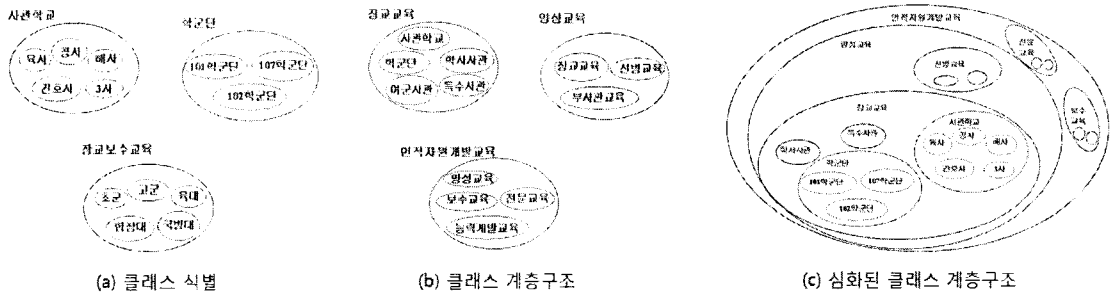 사관학교
육사 공사 해사
간호사 3사
학군단
101학군단 107학군단
102학군단
장교보수교육
초군 고군 육대
합참대 국방대
(a) 클래스 식별
장교교육
사관학교
학군단 학사사관
여군사관 특수사관
양성교육
장교교육 신병교육
부사관교육
인적자원개발교육
양성교육
보수교육 전문교육
능력개발교육
(b) 클래스 계층구조
인적자원개발교육
양성교육
전문
교육
신병교육
보수
교육
장교교육
사관학교
특수사관
육사 공사 해사
학사사관
학군단
간호사 3사
101학군단 107학군단
102학군단
(c) 심화된 클래스 계층구조